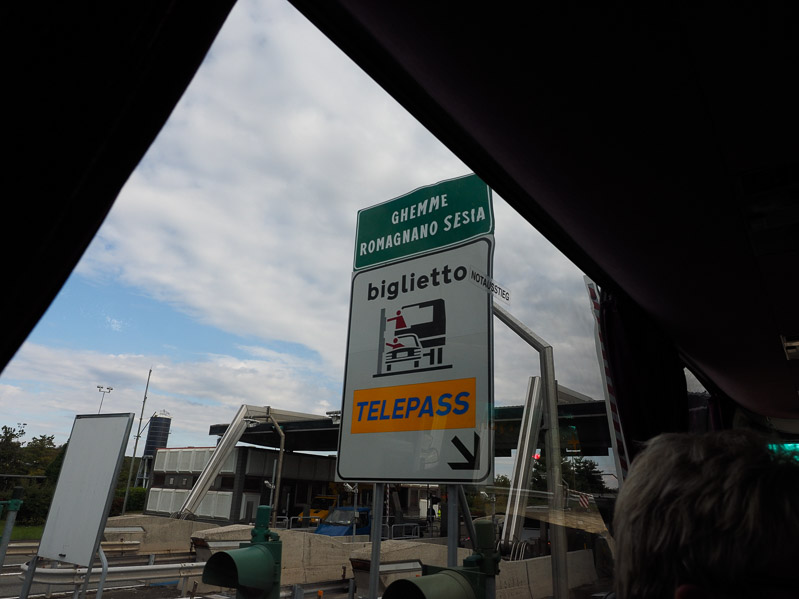 GHEMME
ROMAGNANO SESIA
biglietto
NOTAUSSTIEG
TELEPASS